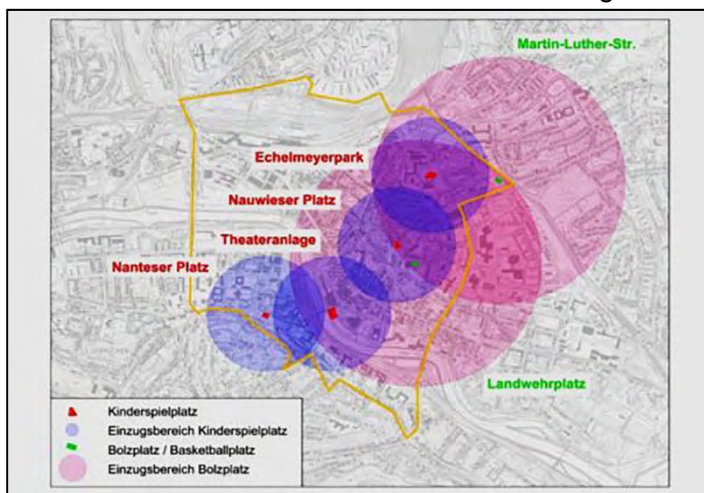 Martin-Luther-Str.
Echelmeyerpark
Nauwieser Platz
Theateranlage
Nanteser Platz
Landwehrplatz
Kinderspielplatz
Einzugsbereich Kinderspielplatz
Bolzplatz / Basketballplatz
Einzugsbereich Bolzplatz